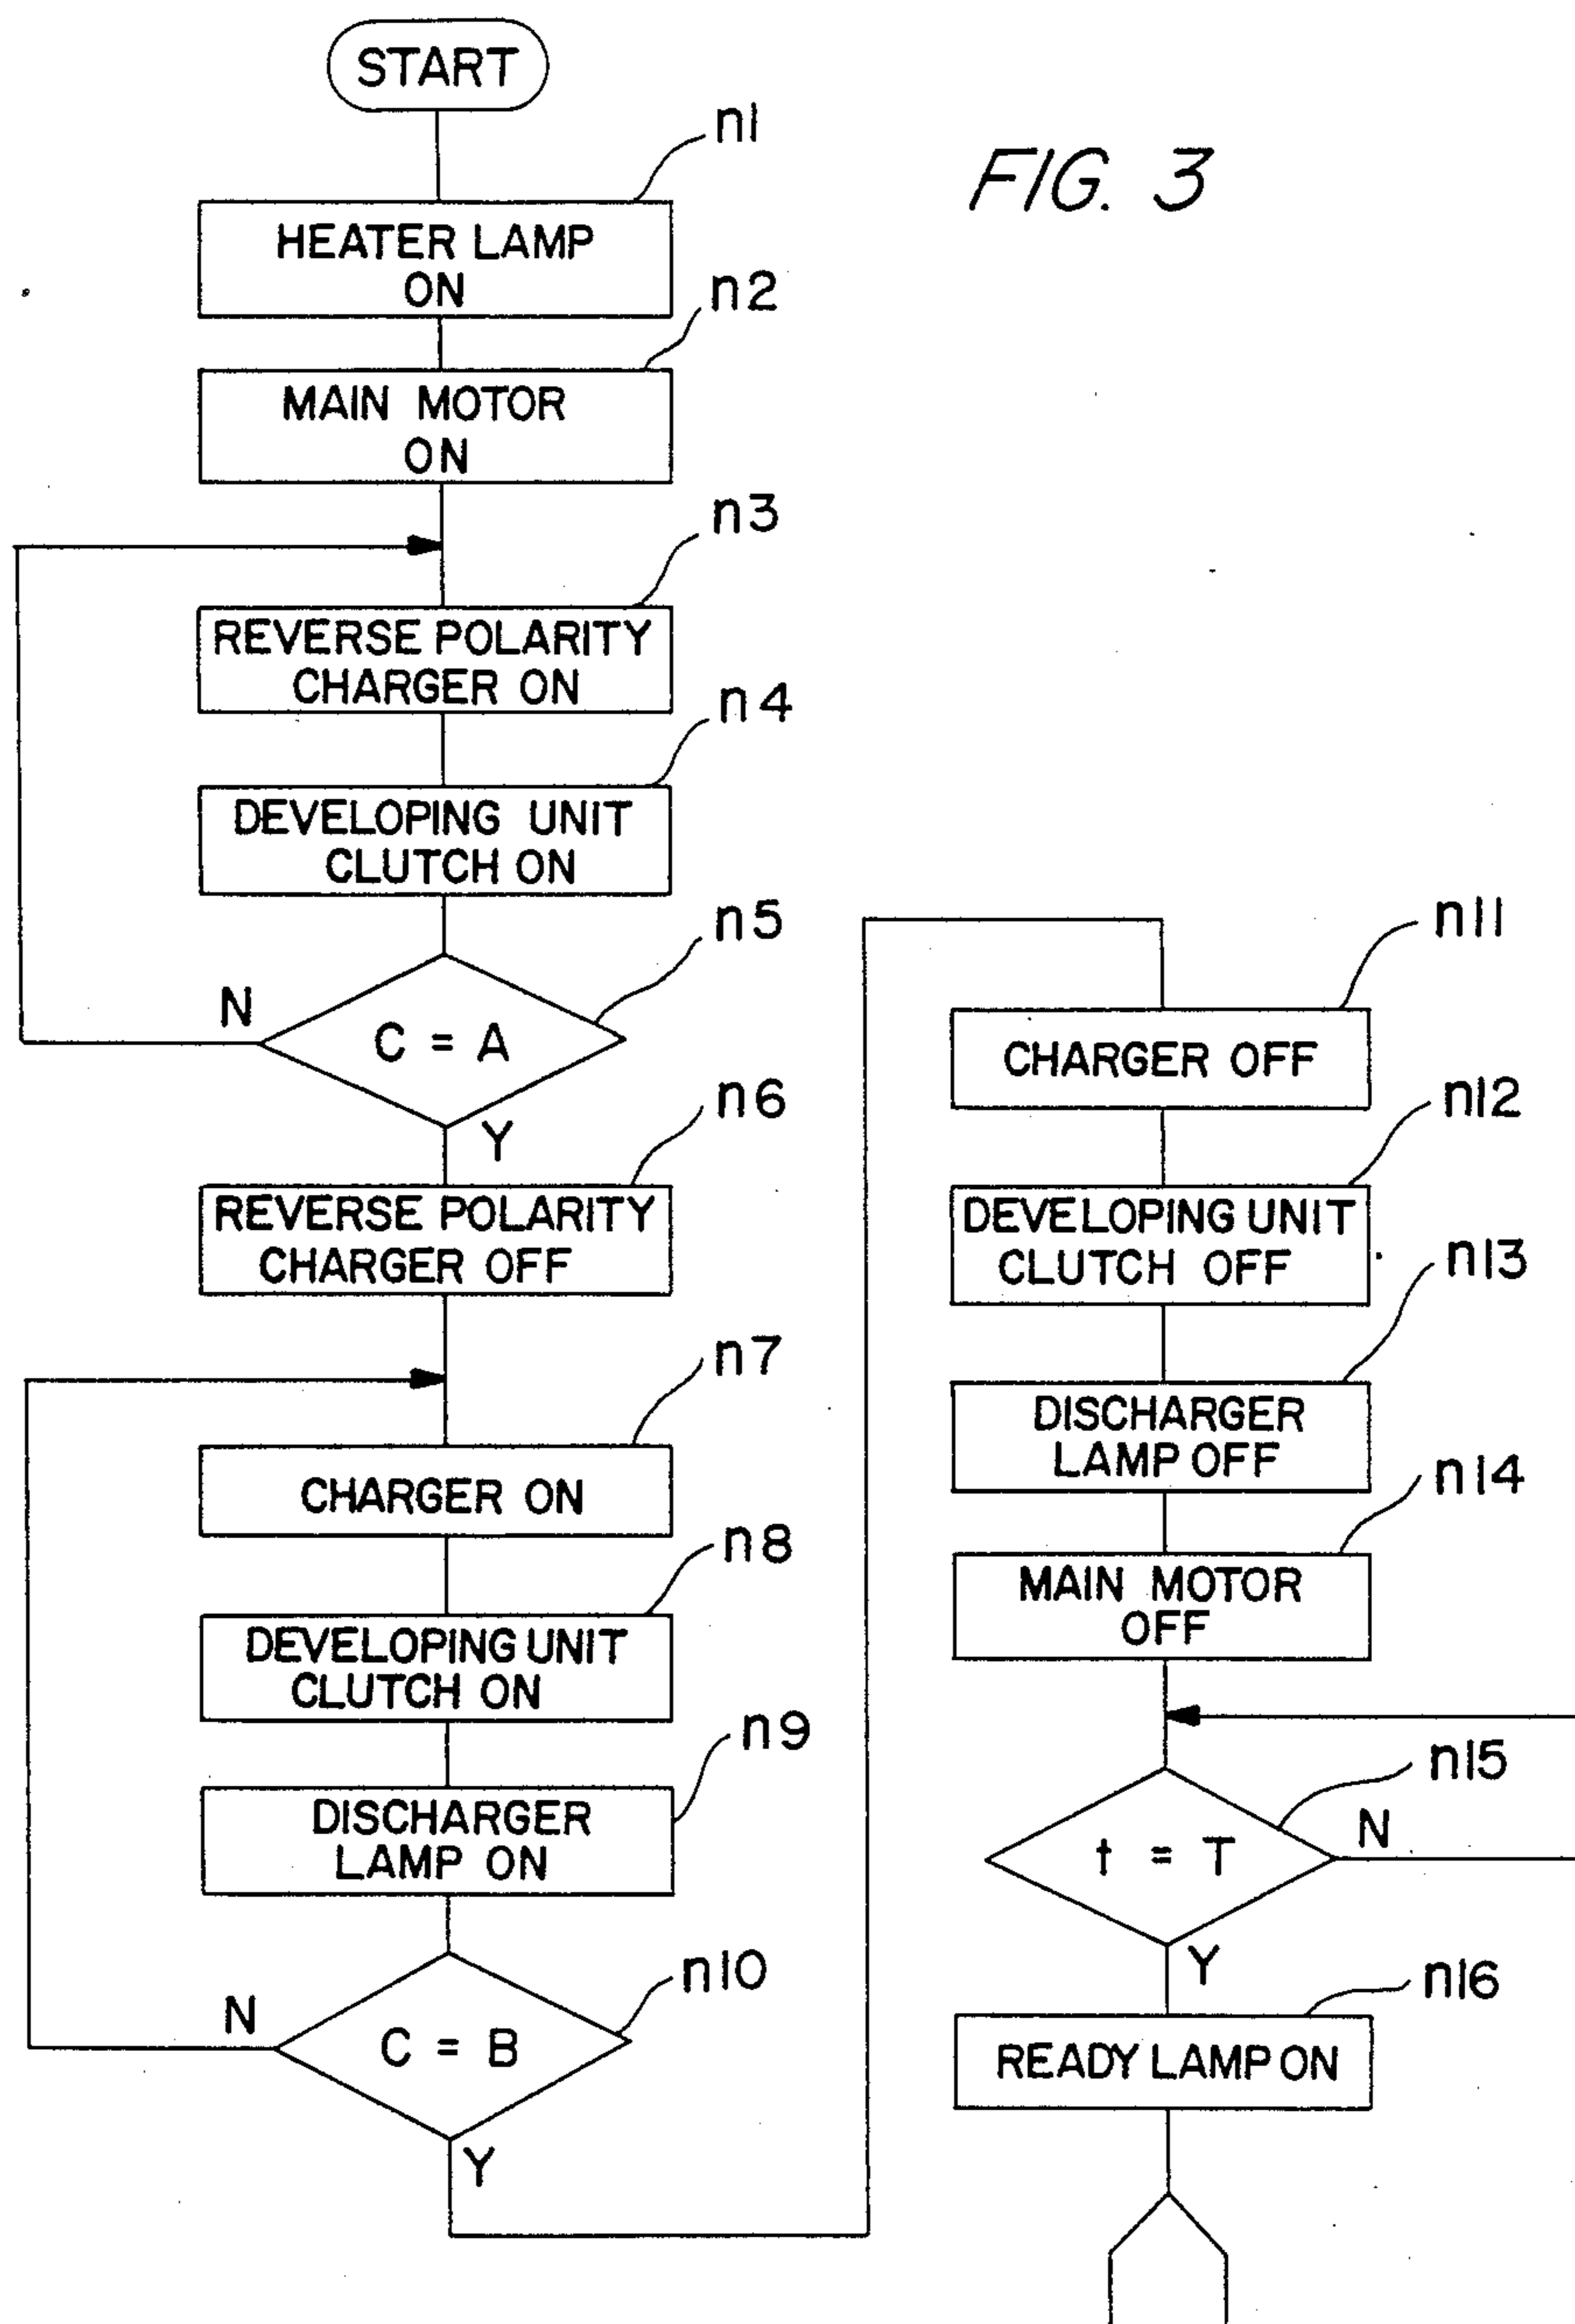 START
n1
FIG. 3
HEATER LAMP
ON
n2
MAIN MOTOR
ON
n3
REVERSE POLARITY
CHARGER ON
n4
DEVELOPING UNIT
CLUTCH ON
n5
N
C = A
Y
n6
REVERSE POLARITY
CHARGER OFF
n7
CHARGER ON
n8
DEVELOPING UNIT
CLUTCH ON
n9
DISCHARGER
LAMP ON
n10
N
C = B
Y
n11
CHARGER OFF
n12
DEVELOPING UNIT
CLUTCH OFF
n13
DISCHARGER
LAMP OFF
n14
MAIN MOTOR
OFF
n15
t = T
N
Y
n16
READY LAMP ON